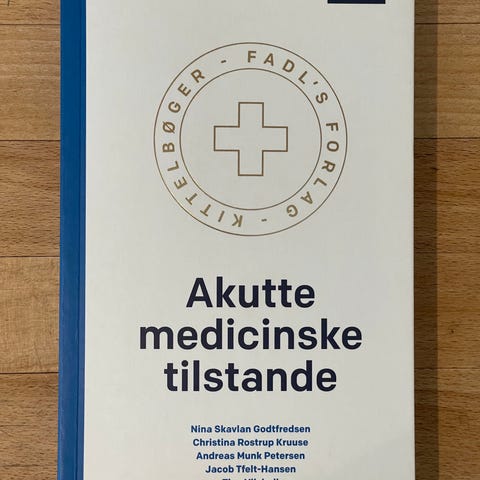 FADL'S FORLAG - KITTELBØGER -
Akutte
medicinske
tilstande
Nina Skavlan Godtfredsen
Christina Rostrup Kruuse
Andreas Munk Petersen
Jacob Tfelt-Hansen